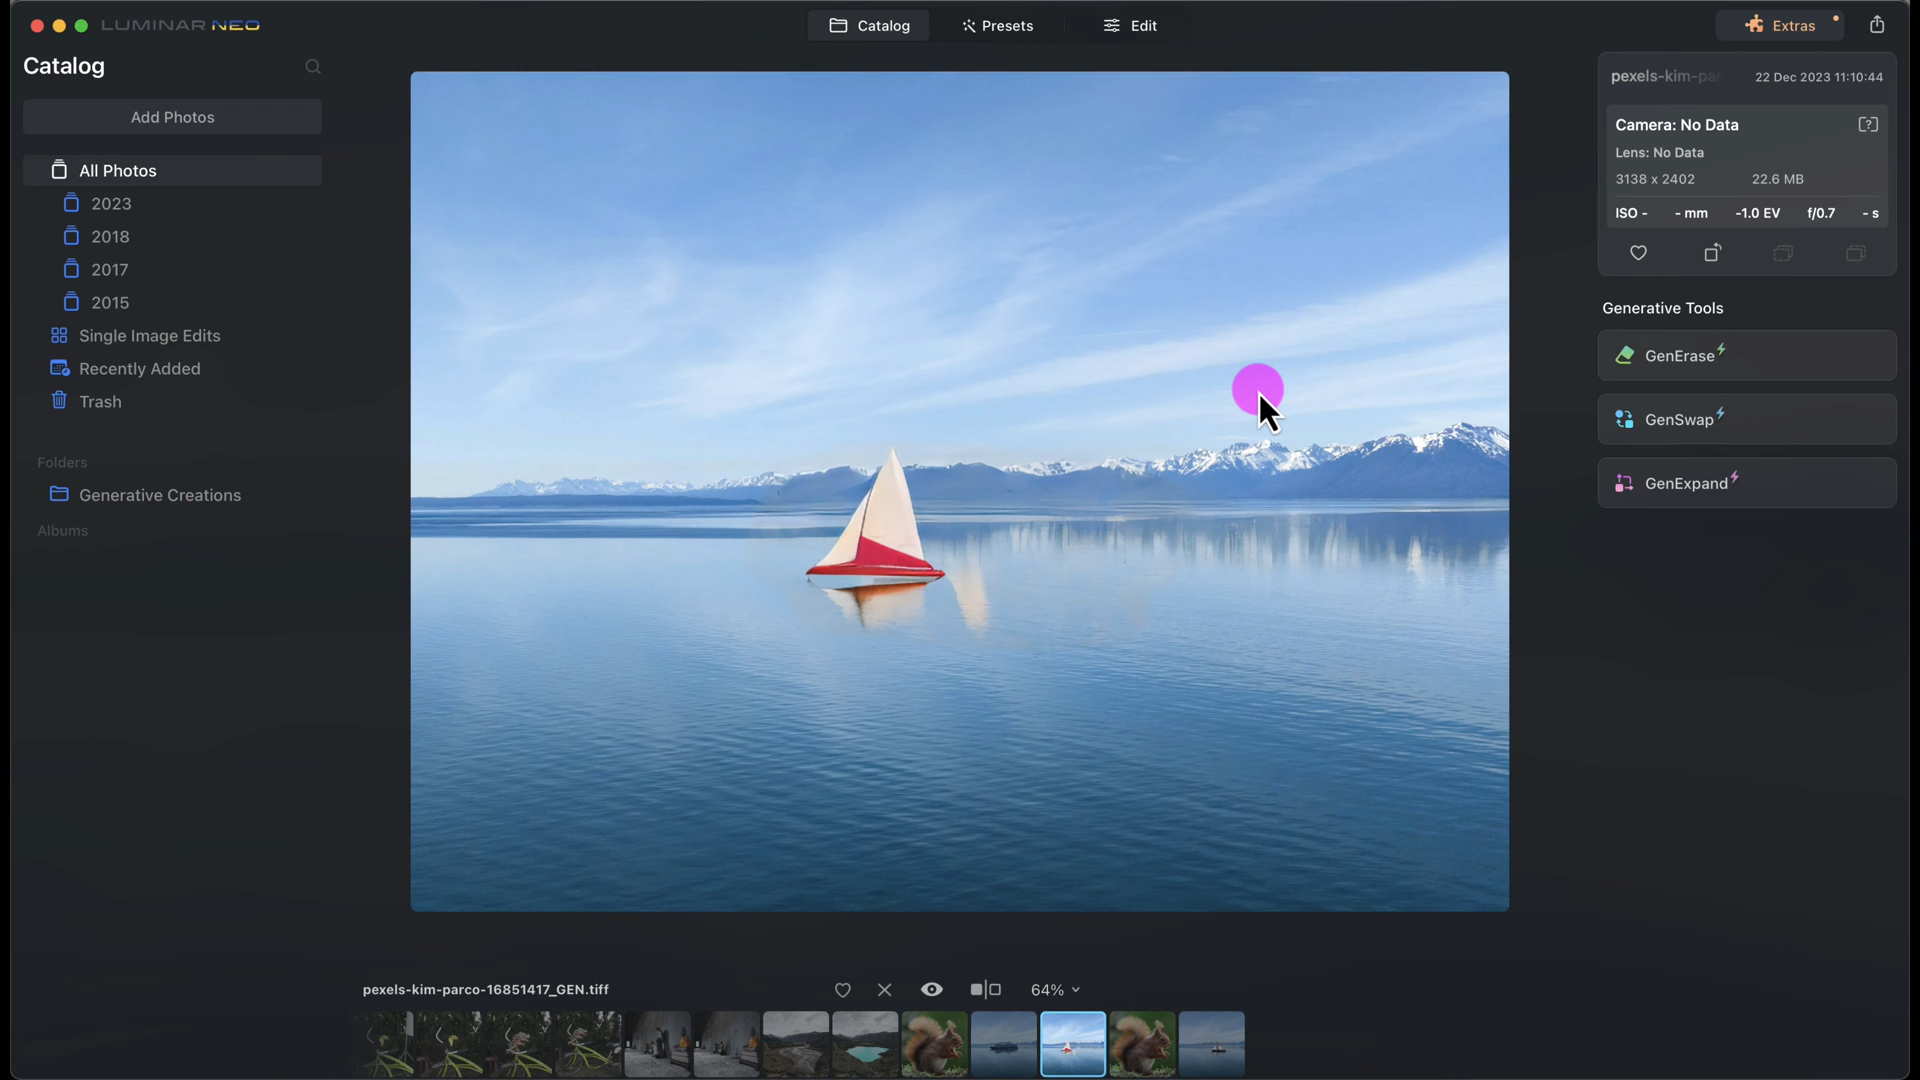 LUMINAR NEO
Catalog
Presets
Edit
Extras
Catalog
Add Photos
All Photos
2023
2018
2017
2015
Single Image Edits
Recently Added
Trash
Folders
Generative Creations
Albums
pexels-kim-par
22 Dec 2023 11:10:44
Camera: No Data
Lens: No Data
3138 x 2402 22.6 MB
ISO - - mm -1.0 EV f/0.7 - s
Generative Tools
GenErase
GenSwap
GenExpand
pexels-kim-parco-16851417_GEN.tiff
64%